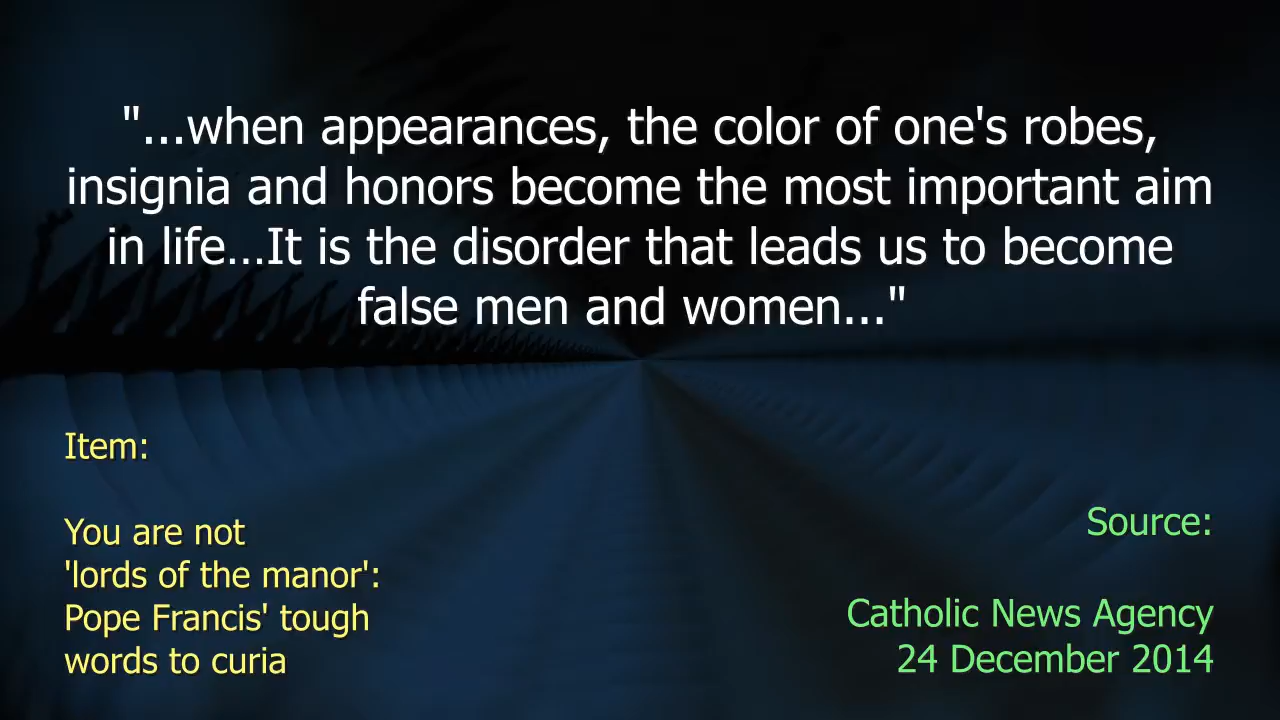 "...when appearances, the color of one's robes,
insignia and honors become the most important aim
in life…It is the disorder that leads us to become
false men and women..."
Item:
You are not
'lords of the manor':
Pope Francis' tough
words to curia
Source:
Catholic News Agency
24 December 2014